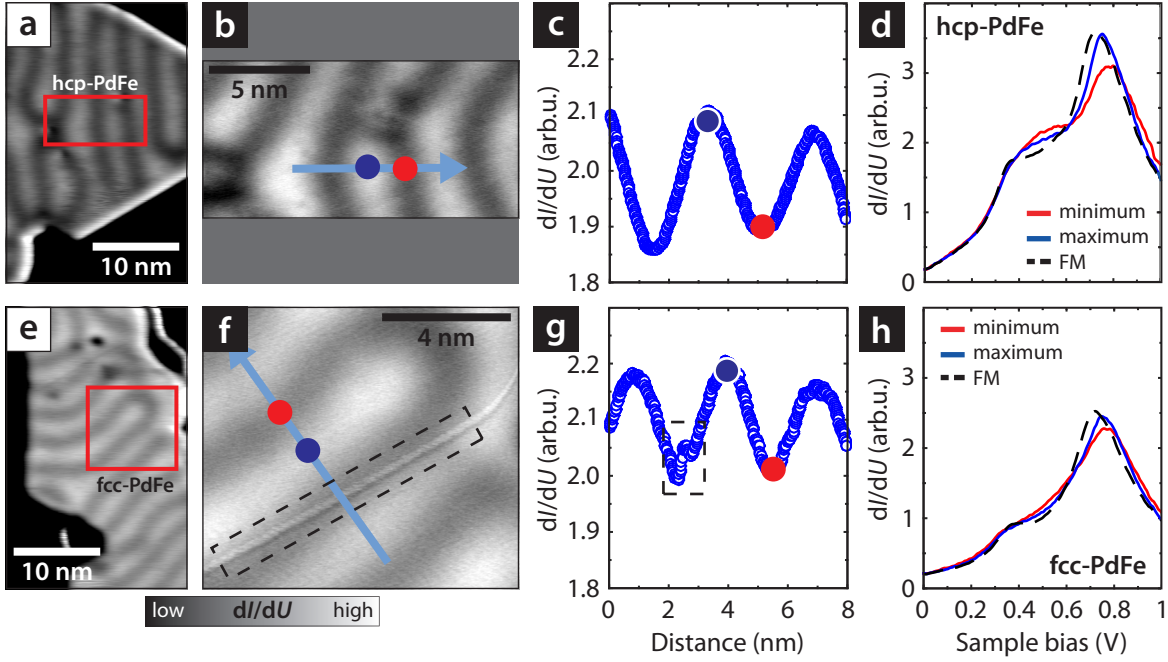 a
hcp-PdFe
10 nm
b
5 nm
c
dI/dU (arb.u.)
2.1
2.0
1.9
1.8
d
hcp-PdFe
dI/dU (arb.u.)
3
2
1
0
minimum
maximum
FM
e
fcc-PdFe
10 nm
f
4 nm
low dI/dU high
g
dI/dU (arb.u.)
2.2
2.1
2.0
1.9
1.8
0 2 4 6 8
Distance (nm)
h
minimum
maximum
FM
dI/dU (arb.u.)
3
2
1
0
fcc-PdFe
0 0.2 0.4 0.6 0.8 1
Sample bias (V)